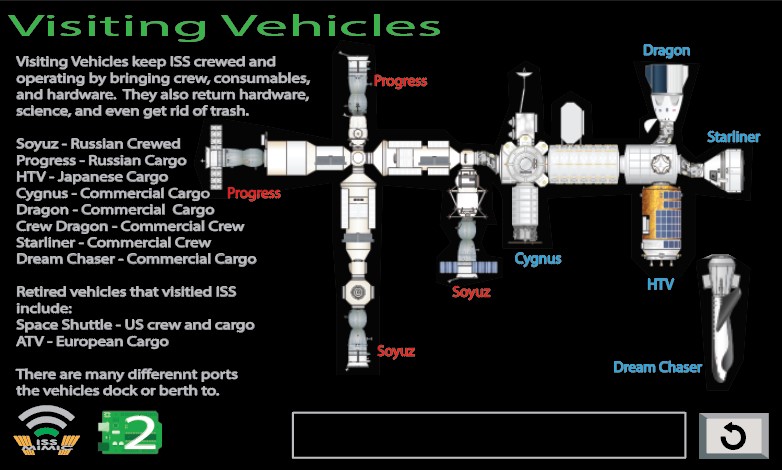 Visiting Vehicles
Visiting Vehicles keep ISS crewed and
operating by bringing crew, consumables,
and hardware. They also return hardware,
science, and even get rid of trash.
Soyuz - Russian Crewed
Progress - Russian Cargo
HTV - Japanese Cargo
Cygnus - Commercial Cargo
Dragon - Commercial Cargo
Crew Dragon - Commercial Crew
Starliner - Commercial Crew
Dream Chaser - Commercial Cargo
Retired vehicles that visitied ISS
include:
Space Shuttle - US crew and cargo
ATV - European Cargo
There are many differennt ports
the vehicles dock or berth to.
Progress
Progress
Soyuz
Soyuz
Cygnus
Dragon
Starliner
HTV
Dream Chaser
ISS
MIMIC
2